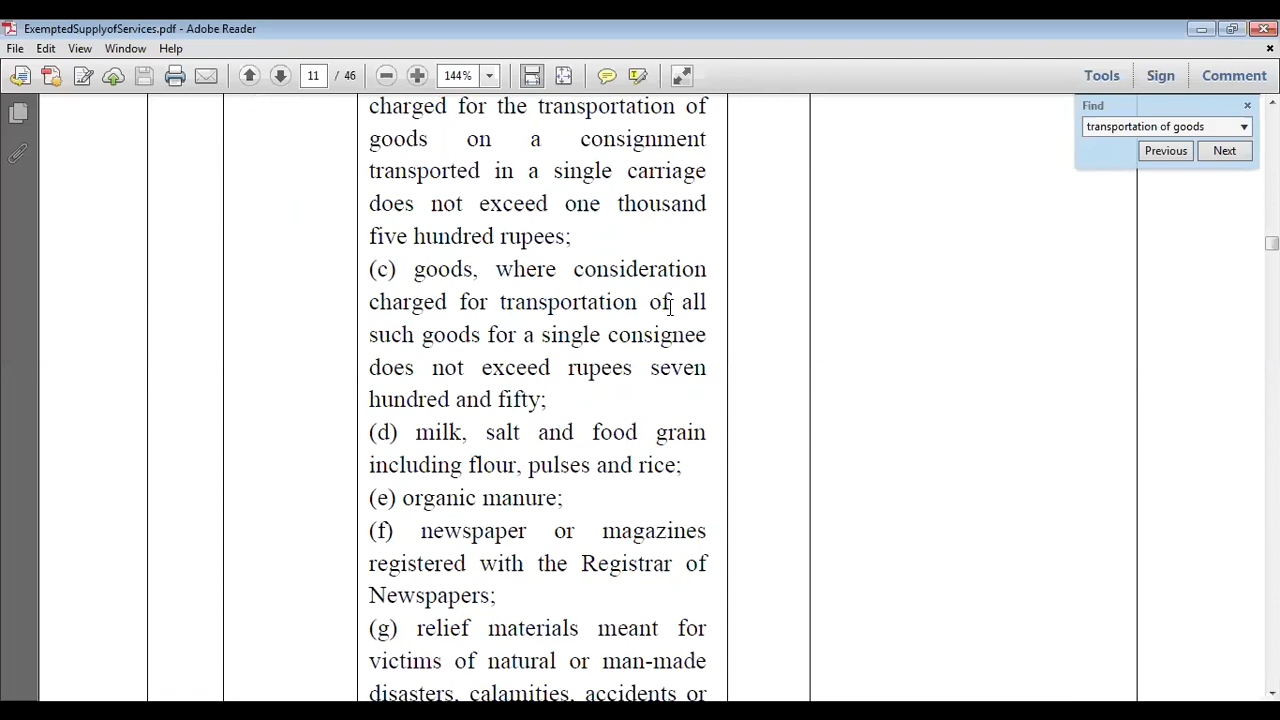 ExemptedSupplyofServices.pdf - Adobe Reader
File Edit View Window Help
11 / 46 144% Tools Sign Comment
Find
transportation of goods
Previous Next
charged for the transportation of
goods on a consignment
transported in a single carriage
does not exceed one thousand
five hundred rupees;
(c) goods, where consideration
charged for transportation of all
such goods for a single consignee
does not exceed rupees seven
hundred and fifty;
(d) milk, salt and food grain
including flour, pulses and rice;
(e) organic manure;
(f) newspaper or magazines
registered with the Registrar of
Newspapers;
(g) relief materials meant for
victims of natural or man-made
disasters, calamities, accidents or